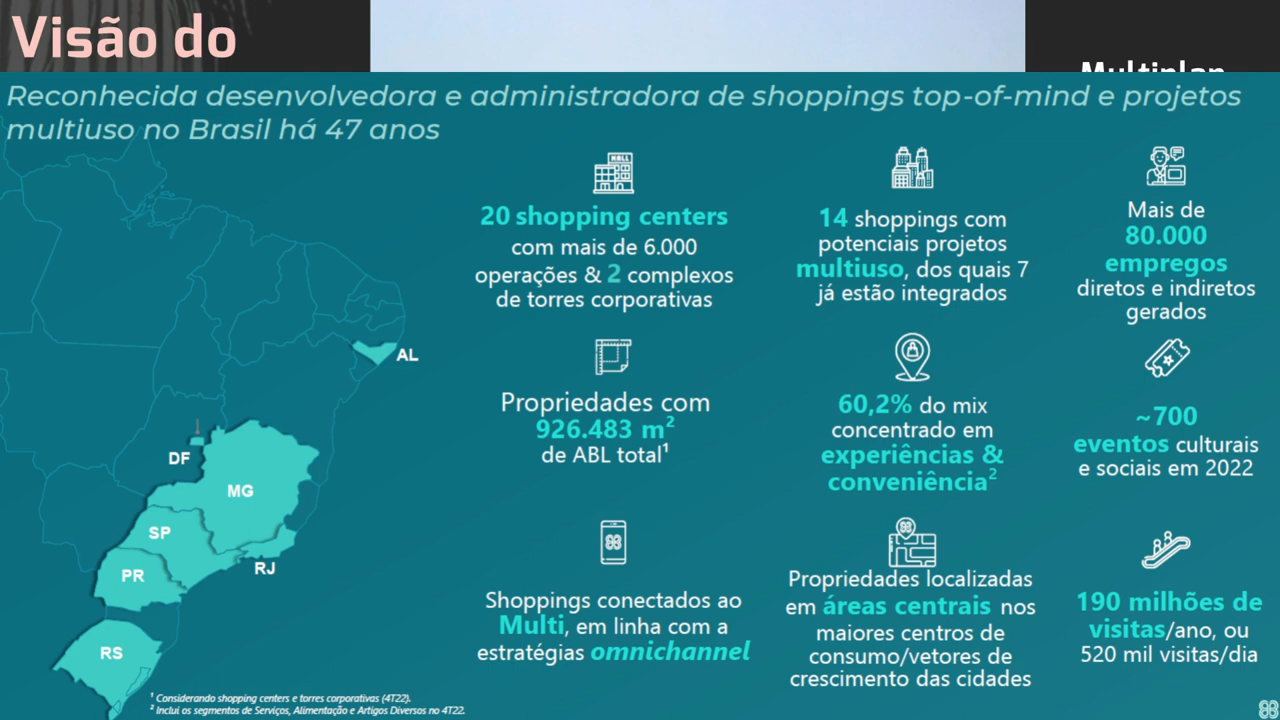 Visão do
Multiplan
Reconhecida desenvolvedora e administradora de shoppings top-of-mind e projetos
multiuso no Brasil há 47 anos
MALL
20 shopping centers
com mais de 6.000
operações & 2 complexos
de torres corporativas
14 shoppings com
potenciais projetos
multiuso, dos quais 7
já estão integrados
Mais de
80.000
empregos
diretos e indiretos
gerados
Propriedades com
926.483 m²
de ABL total¹
60,2% do mix
concentrado em
experiências &
conveniência²
~700
eventos culturais
e sociais em 2022
Shoppings conectados ao
Multi, em linha com a
estratégias omnichannel
Propriedades localizadas
em áreas centrais nos
maiores centros de
consumo/vetores de
crescimento das cidades
190 milhões de
visitas/ano, ou
520 mil visitas/dia
AL
DF
MG
SP
RJ
PR
RS
¹ Considerando shopping centers e torres corporativas (4T22).
² Inclui os segmentos de Serviços, Alimentação e Artigos Diversos no 4T22.